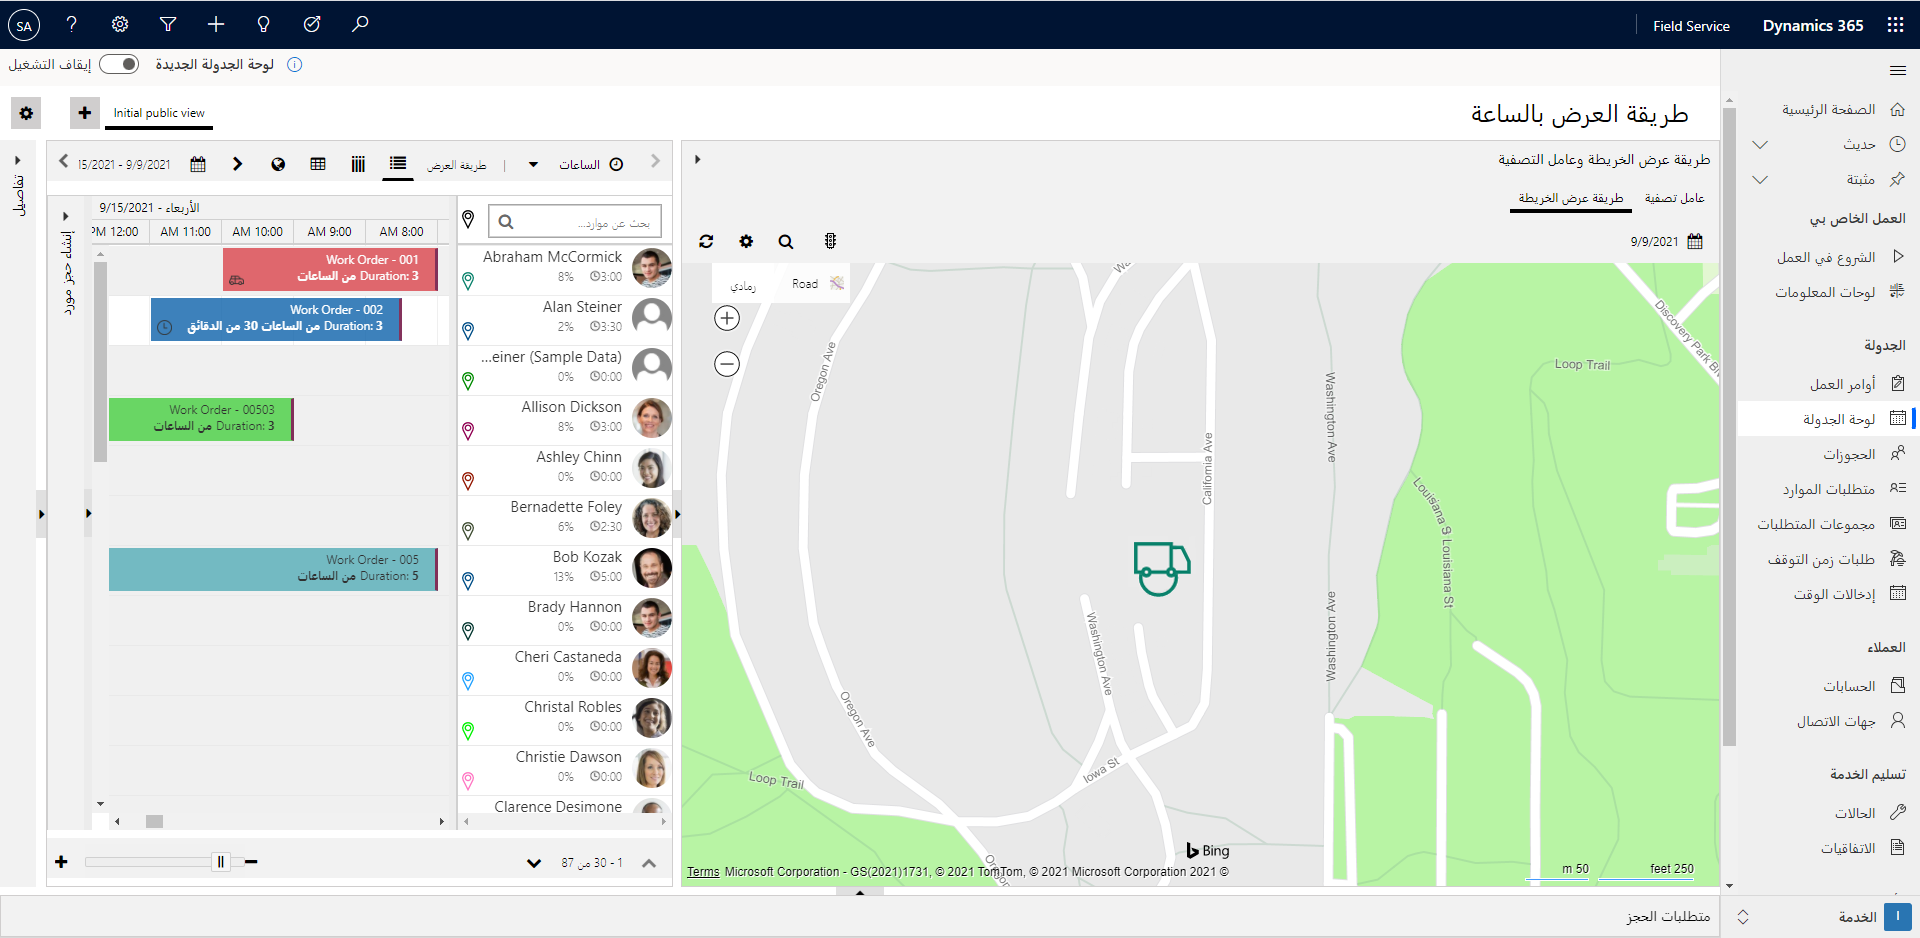 SA
Field Service
Dynamics 365
لوحة الجدولة الجديدة
إيقاف التشغيل
طريقة العرض بالساعة
Initial public view
الصفحة الرئيسية
حديث
مثبتة
العمل الخاص بي
الشروع في العمل
لوحات المعلومات
الجدولة
أوامر العمل
لوحة الجدولة
الحجوزات
متطلبات الموارد
مجموعات المتطلبات
طلبات زمن التوقف
إدخالات الوقت
العملاء
الحسابات
جهات الاتصال
تسليم الخدمة
الحالات
الاتفاقيات
الخدمة
طريقة عرض الخريطة وعامل التصفية
عامل تصفية
طريقة عرض الخريطة
9/9/2021
Road
رمادي
Oregon Ave
Washington Ave
California Ave
Discovery Park
Loop Trail
Louisiana S
Louisiana St
Washington Ave
Washington Ave
Oregon Ave
Iowa St
Loop Trail
Bing
Terms Microsoft Corporation - GS(2021)1731, © 2021 TomTom, © 2021 Microsoft Corporation 2021 ©
m 50
feet 250
الساعات
|
طريقة العرض
15/2021 - 9/9/2021
بحث عن موارد...
الأربعاء - 9/15/2021
AM 8:00
AM 9:00
AM 10:00
AM 11:00
PM 12:00
تفاصيل
إنشاء حجز مورد
Abraham McCormick
8% 3:00
Work Order - 001
Duration: 3 من الساعات
Alan Steiner
2% 3:30
Work Order - 002
Duration: 3 من الساعات 30 من الدقائق
...einer (Sample Data)
0% 0:00
Allison Dickson
8% 3:00
Work Order - 00503
Duration: 3 من الساعات
Ashley Chinn
0% 0:00
Bernadette Foley
6% 2:30
Bob Kozak
13% 5:00
Work Order - 005
Duration: 5 من الساعات
Brady Hannon
0% 0:00
Cheri Castaneda
0% 0:00
Christal Robles
0% 0:00
Christie Dawson
0% 0:00
Clarence Desimone
1 - 30 من 87
متطلبات الحجز